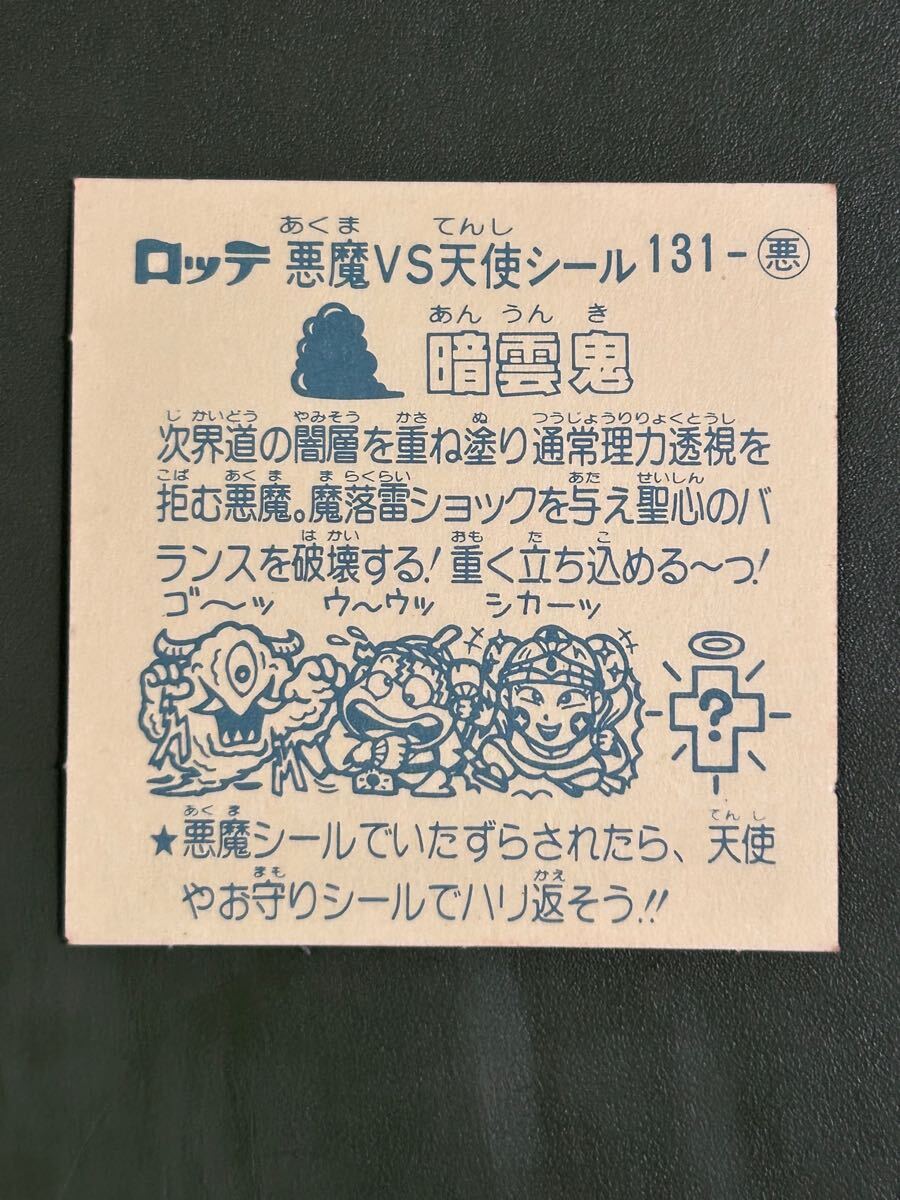 あくま てんし
ロッテ 悪魔VS天使シール 131-悪
あん うん き
暗雲鬼
じ かいどう やみそう かさ ぬ つうじょうりりょくとうし
次界道の闇層を重ね塗り通常理力透視を
こば あくま まらくらい あた せいしん
拒む悪魔。魔落雷ショックを与え聖心のバ
は かい おも た こ
ランスを破壊する!重く立ち込める〜っ!
ゴ〜ッ ウ〜ウッ シカーッ
?
あくま てんし
★悪魔シールでいたずらされたら、天使
まも かえ
やお守りシールでハリ返そう.!!